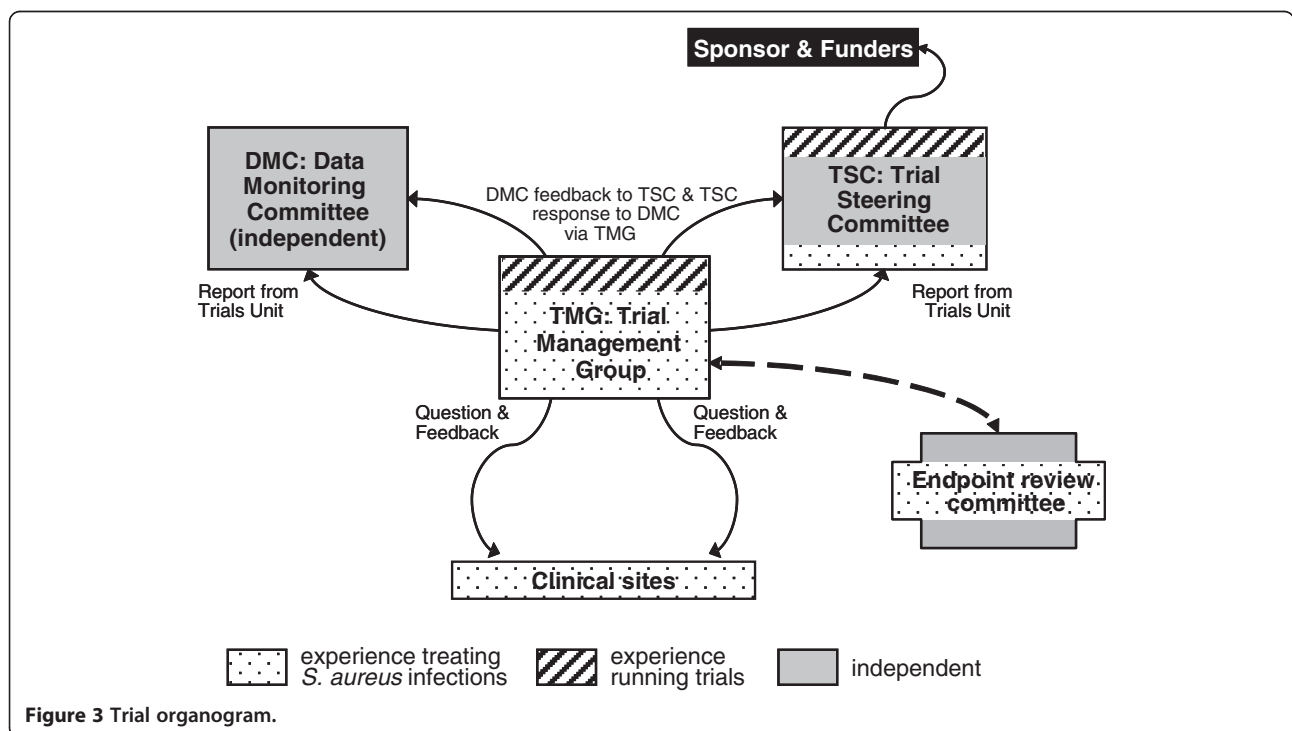 Sponsor & Funders
DMC: Data
Monitoring
Committee
(independent)
DMC feedback to TSC & TSC
response to DMC
via TMG
TSC: Trial
Steering
Committee
Report from
Trials Unit
TMG: Trial
Management
Group
Report from
Trials Unit
Question &
Feedback
Question &
Feedback
Endpoint review
committee
Clinical sites
experience treating
S. aureus infections
experience
running trials
independent
Figure 3 Trial organogram.